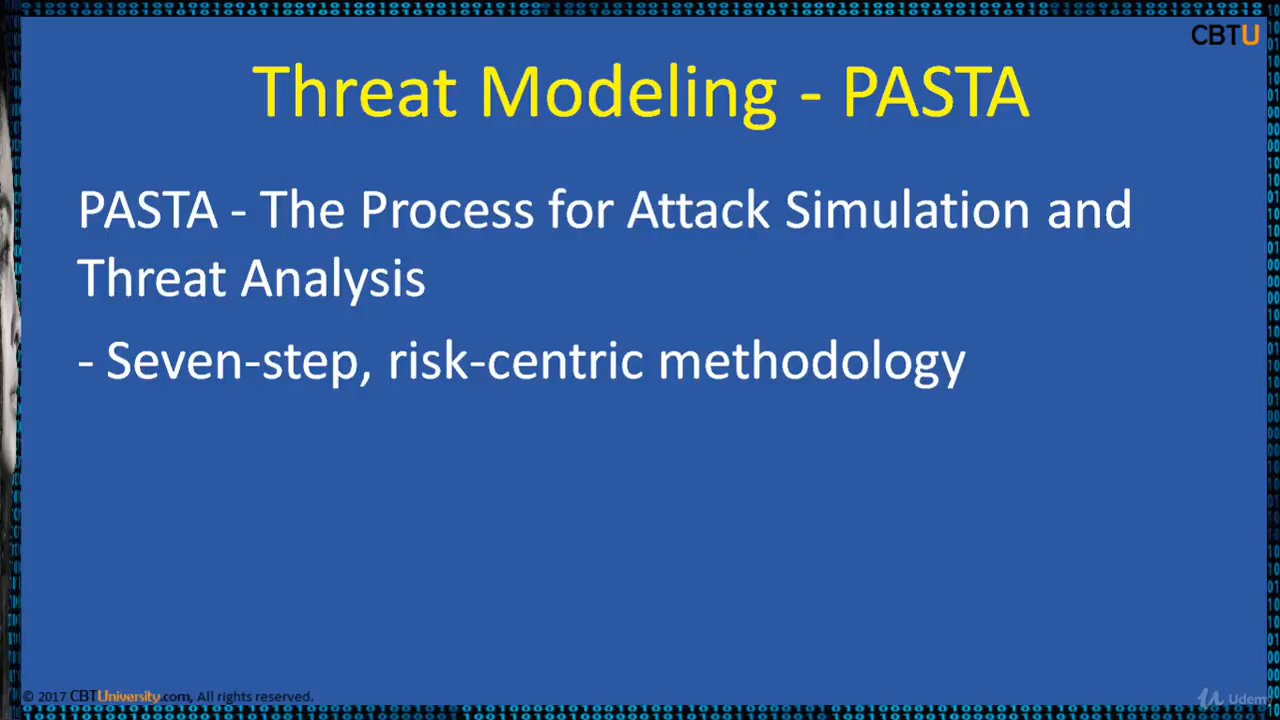 CBTU
Threat Modeling - PASTA
PASTA - The Process for Attack Simulation and
Threat Analysis
- Seven-step, risk-centric methodology
© 2017 CBTUniversity.com, All rights reserved.
Udemy